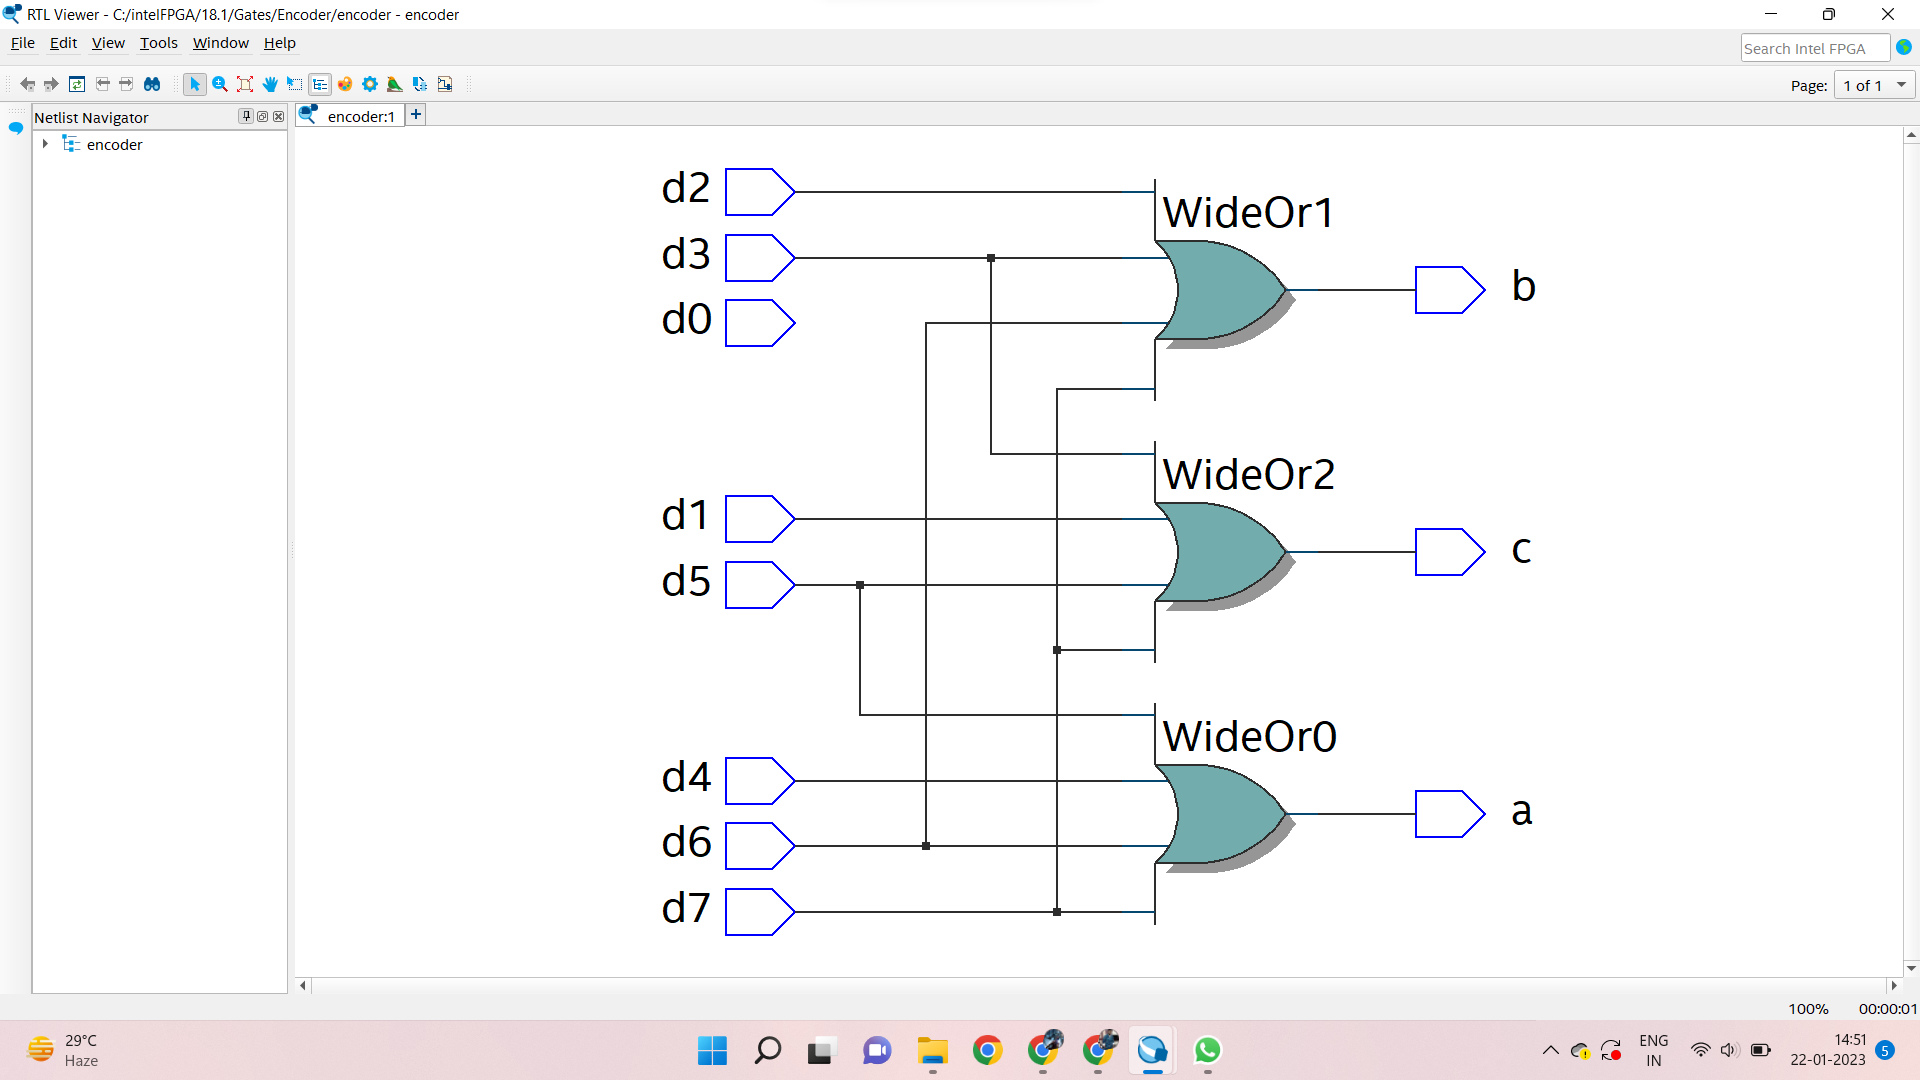 RTL Viewer - C:/intelFPGA/18.1/Gates/Encoder/encoder - encoder
File Edit View Tools Window Help
Search Intel FPGA
Page: 1 of 1
Netlist Navigator
encoder:1
encoder
d2
WideOr1
d3
b
d0
WideOr2
d1
c
d5
WideOr0
d4
a
d6
d7
100% 00:00:01
29°C
Haze
ENG
IN
14:51
22-01-2023
5